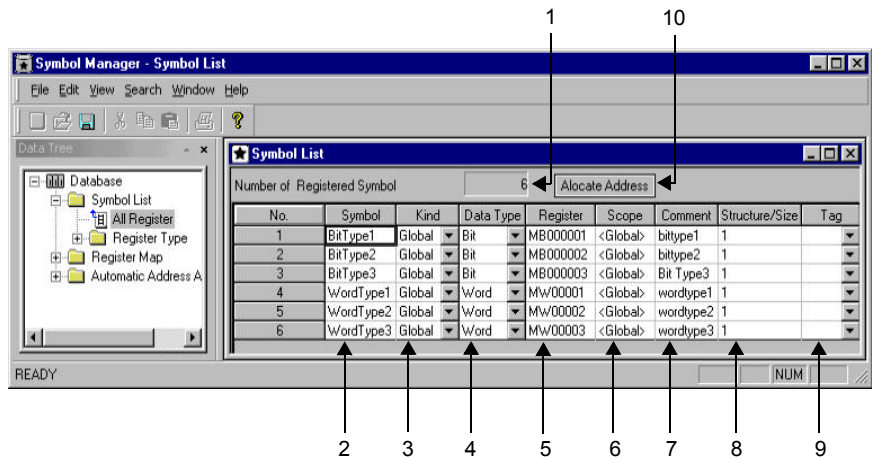 1 10
Symbol Manager - Symbol List
File Edit View Search Window Help
Data Tree
Database
Symbol List
All Register
Register Type
Register Map
Automatic Address A
Symbol List
Number of Registered Symbol 6 Alocate Address
No. Symbol Kind Data Type Register Scope Comment Structure/Size Tag
1 BitType1 Global Bit MB000001 <Global> bittype1 1
2 BitType2 Global Bit MB000002 <Global> bittype2 1
3 BitType3 Global Bit MB000003 <Global> Bit Type3 1
4 WordType1 Global Word MW00001 <Global> wordtype1 1
5 WordType2 Global Word MW00002 <Global> wordtype2 1
6 WordType3 Global Word MW00003 <Global> wordtype3 1
READY NUM
2 3 4 5 6 7 8 9